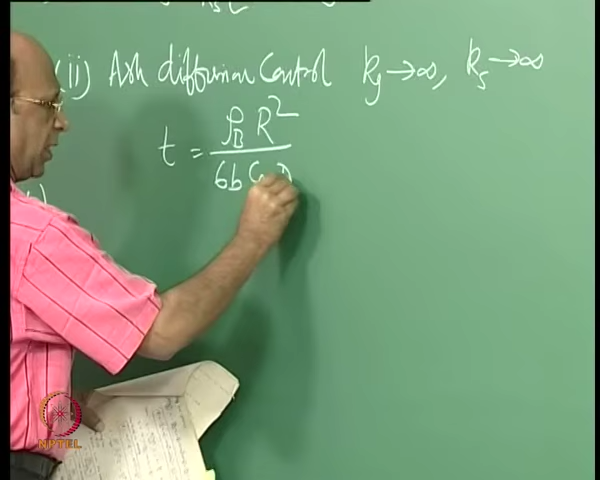 (ii) Ash diffusion Control kg → ∞, ks → ∞
t = ρB R²
6b
NPTEL